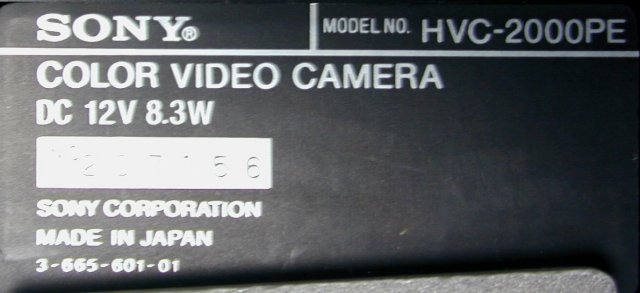 SONY® MODEL NO. HVC-2000PE
COLOR VIDEO CAMERA
DC 12V 8.3W
SONY CORPORATION
MADE IN JAPAN
3-665-601-01